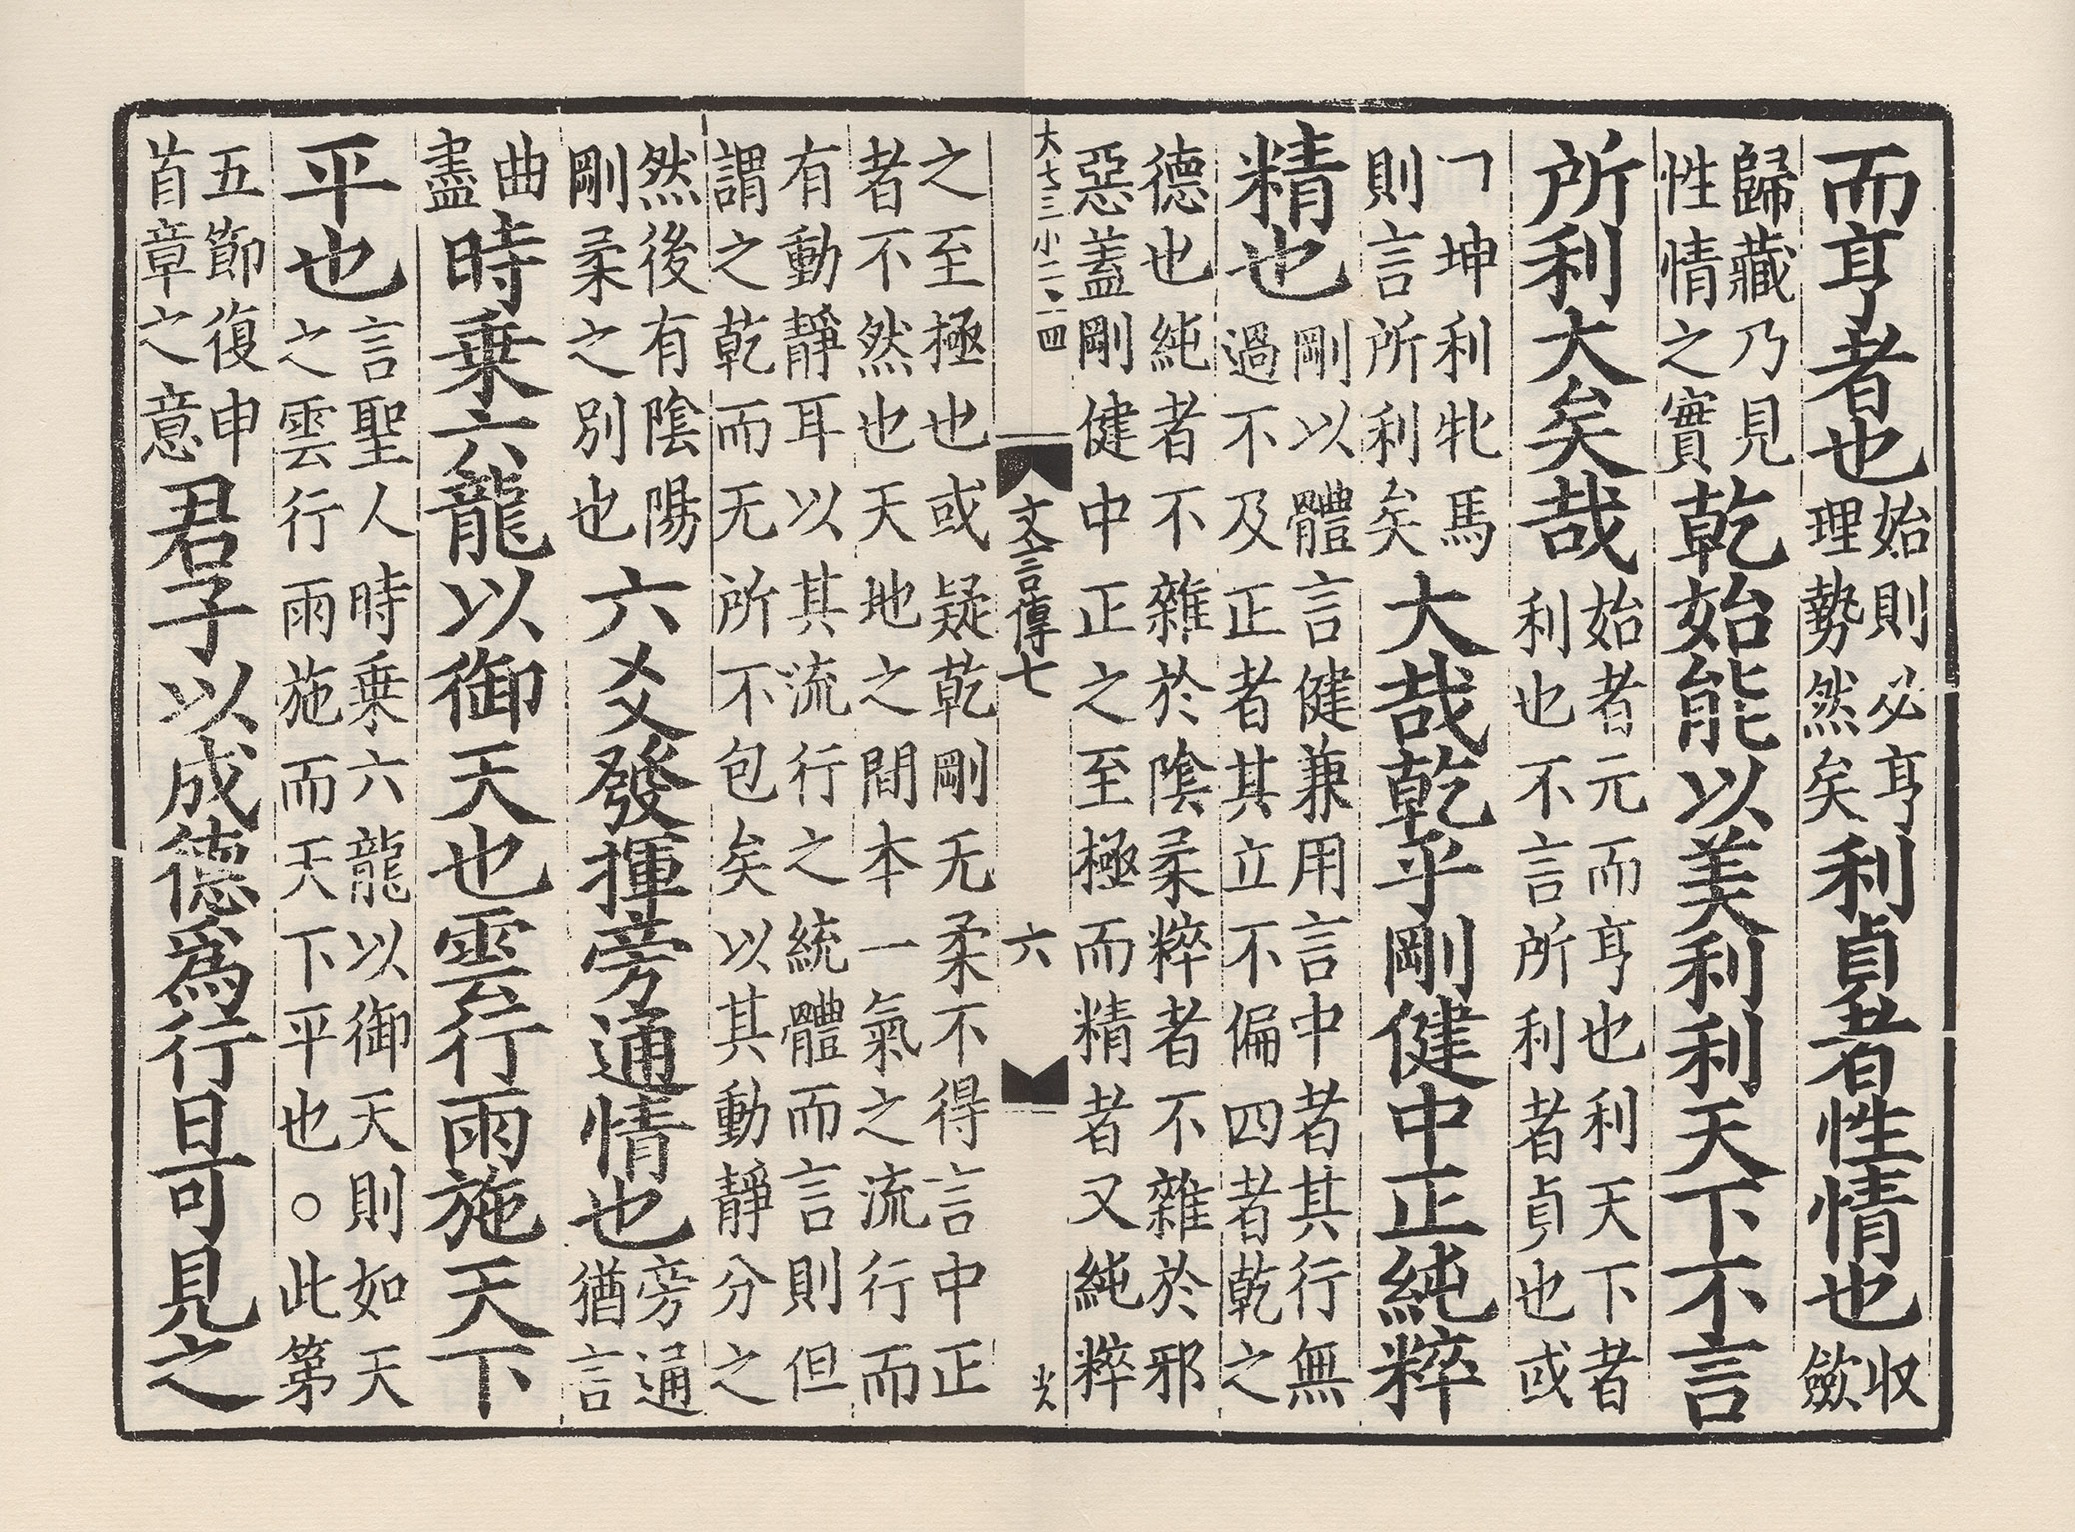 而亨者也始則必亨理勢然矣利貞者性情也收斂
歸藏乃見性情之實乾始能以美利利天下不言
所利大矣哉始者元而亨也利天下者利也不言所利者貞也或
坤利牝馬則言所利矣大哉乾乎剛健中正純粹
精也剛以體言健兼用言中者其行無過不及正者其立不偏四者乾之
德也純者不雜於陰柔粹者不雜於邪惡蓋剛健中正之至極而精者又純粹
大七三小二、四
文言傳七
六
之至極也或疑乾剛无柔不得言中正者不然也天地之間本一氣之流行而
有動靜耳以其流行之統體而言則但謂之乾而无所不包矣以其動靜分之
然後有陰陽剛柔之別也六爻發揮旁通情也旁通猶言
曲盡時乗六龍以御天也雲行雨施天下
平也言聖人時乗六龍以御天則如天之雲行雨施而天下平也○此第
五節復申首章之意君子以成德爲行日可見之